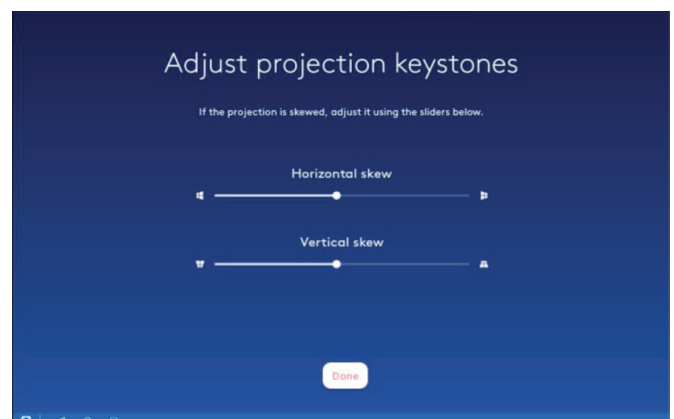 Adjust projection keystones
If the projection is skewed, adjust it using the sliders below.
Horizontal skew
Vertical skew
Done